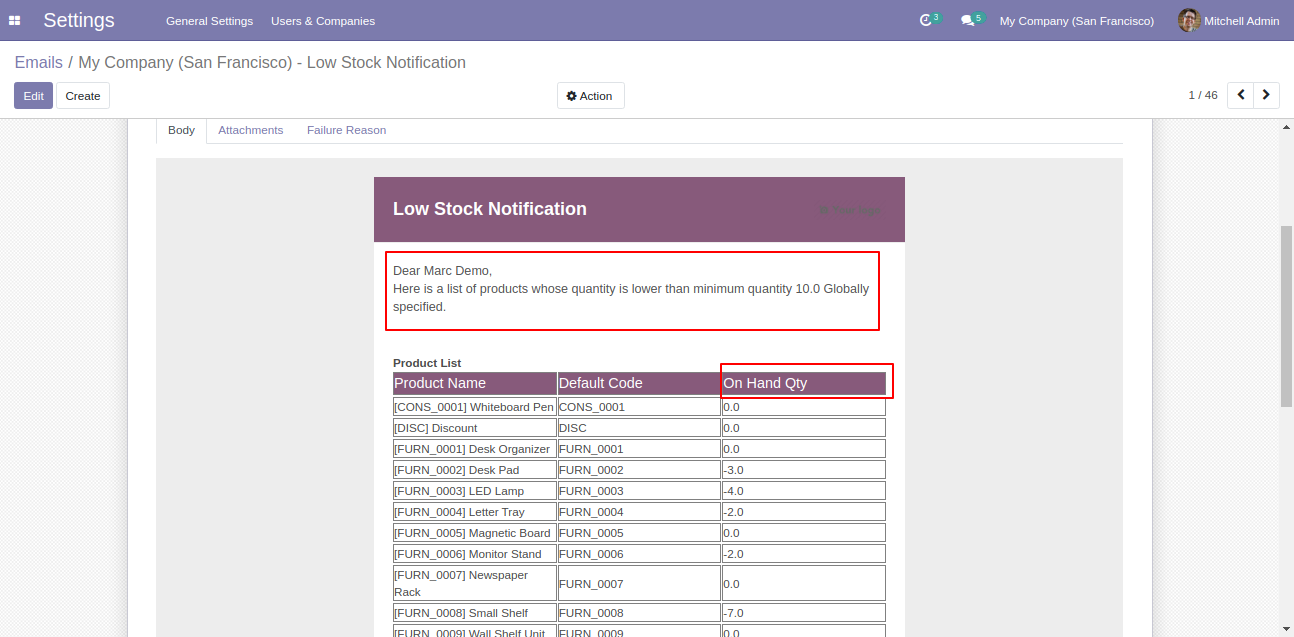 Settings General Settings Users & Companies 3 5 My Company (San Francisco) Mitchell Admin
Emails / My Company (San Francisco) - Low Stock Notification
Edit Create Action 1 / 46
Body Attachments Failure Reason
Low Stock Notification
Dear Marc Demo,
Here is a list of products whose quantity is lower than minimum quantity 10.0 Globally
specified.
Product List
Product Name Default Code On Hand Qty
[CONS_0001] Whiteboard Pen CONS_0001 0.0
[DISC] Discount DISC 0.0
[FURN_0001] Desk Organizer FURN_0001 0.0
[FURN_0002] Desk Pad FURN_0002 -3.0
[FURN_0003] LED Lamp FURN_0003 -4.0
[FURN_0004] Letter Tray FURN_0004 -2.0
[FURN_0005] Magnetic Board FURN_0005 0.0
[FURN_0006] Monitor Stand FURN_0006 -2.0
[FURN_0007] Newspaper
Rack FURN_0007 0.0
[FURN_0008] Small Shelf FURN_0008 -7.0
[FURN_0009] Wall Shelf Unit FURN_0009 0.0